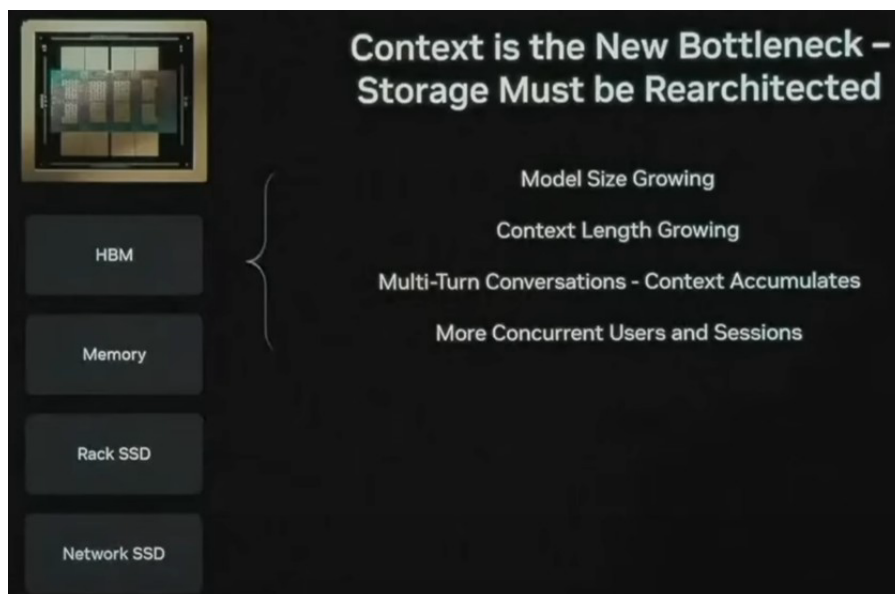 Context is the New Bottleneck –
Storage Must be Rearchitected
Model Size Growing
Context Length Growing
Multi-Turn Conversations - Context Accumulates
More Concurrent Users and Sessions
HBM
Memory
Rack SSD
Network SSD